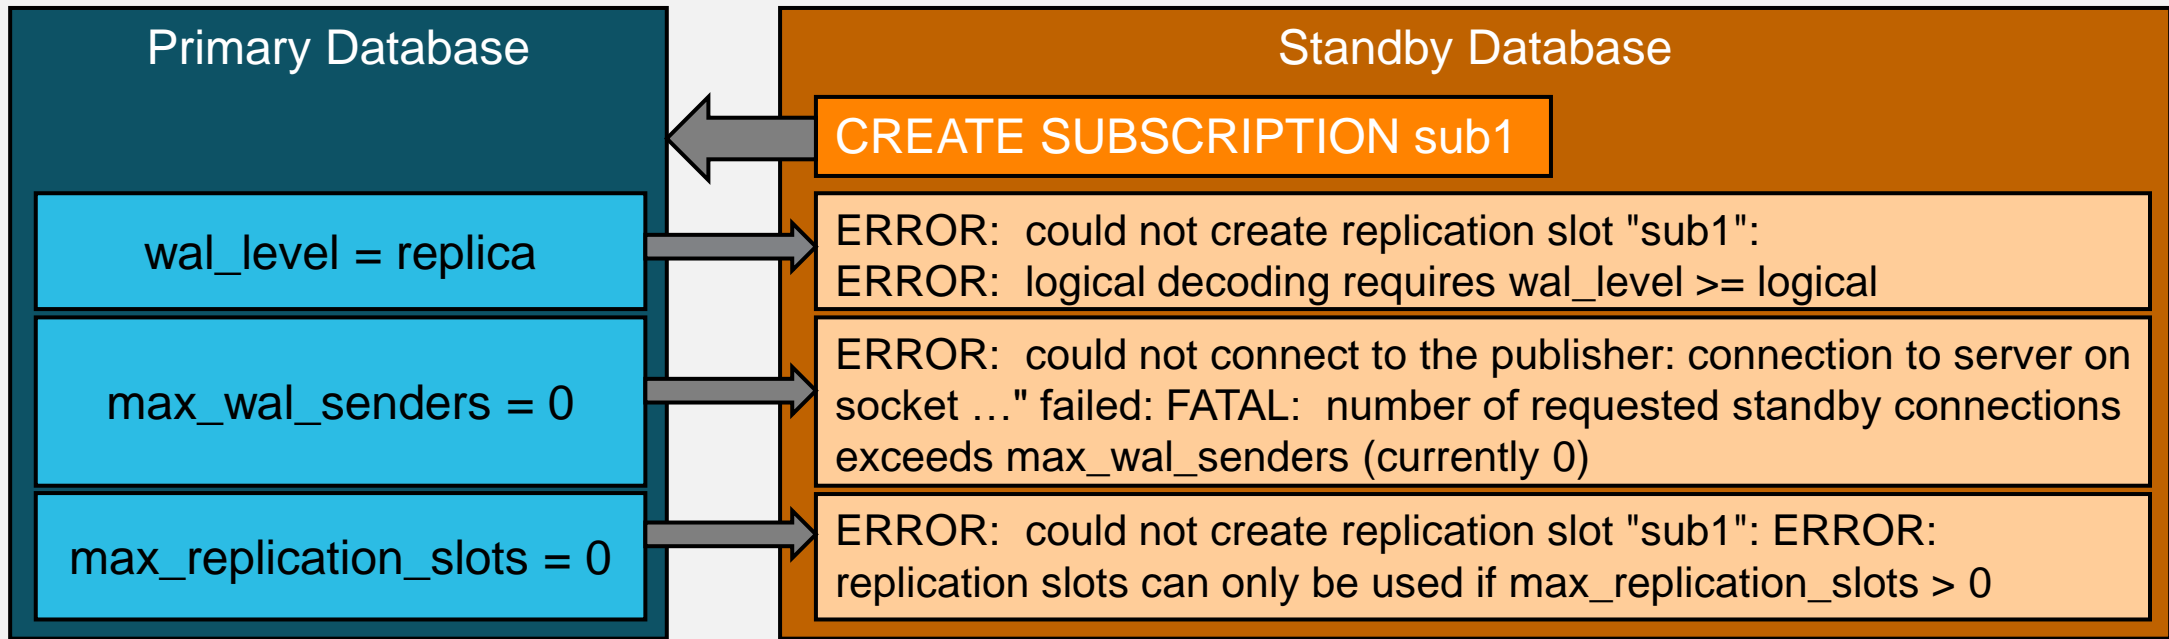 Primary Database
Standby Database
CREATE SUBSCRIPTION sub1
wal_level = replica
ERROR:  could not create replication slot "sub1":
ERROR:  logical decoding requires wal_level >= logical
max_wal_senders = 0
ERROR:  could not connect to the publisher: connection to server on
socket …" failed: FATAL:  number of requested standby connections
exceeds max_wal_senders (currently 0)
max_replication_slots = 0
ERROR:  could not create replication slot "sub1": ERROR:
replication slots can only be used if max_replication_slots > 0